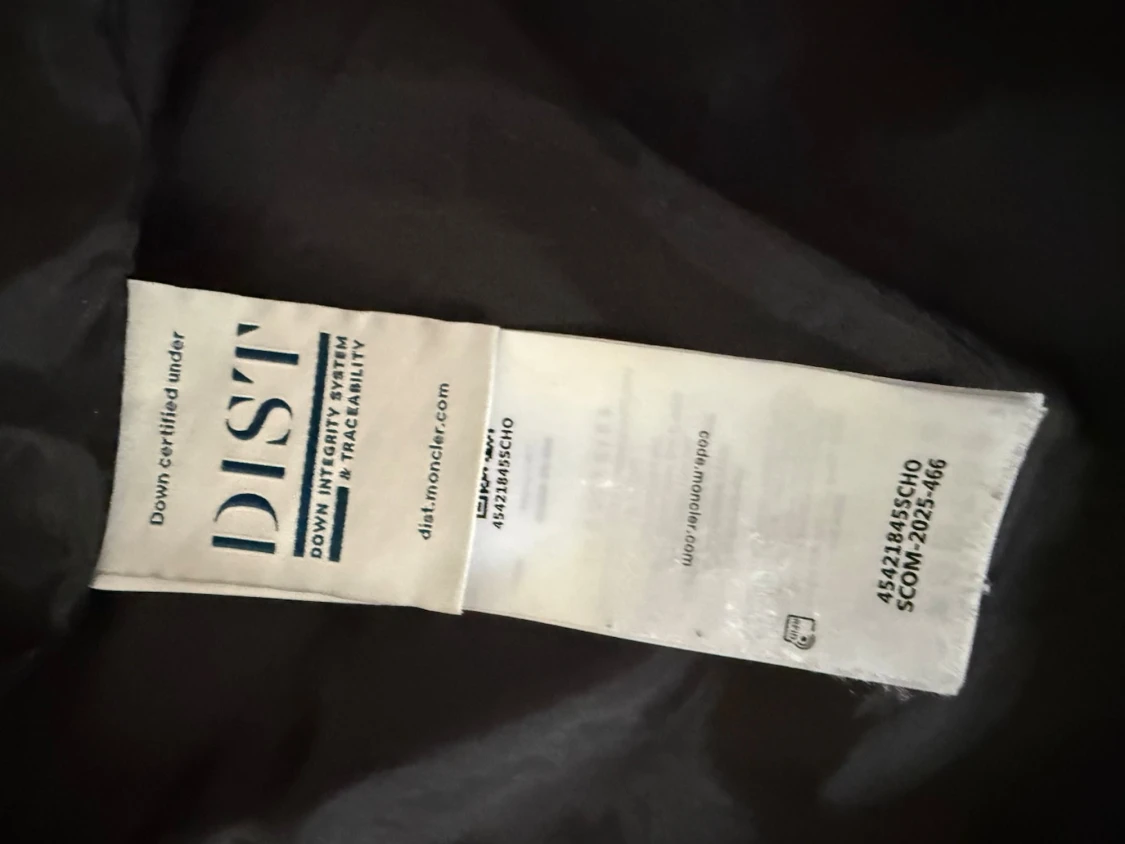 Down certified under
DIST
DOWN INTEGRITY SYSTEM
& TRACEABILITY
dist.moncler.com
45421845SCHO
code.moncler.com
RFID
45421845SCHO
SCOM-2025-466